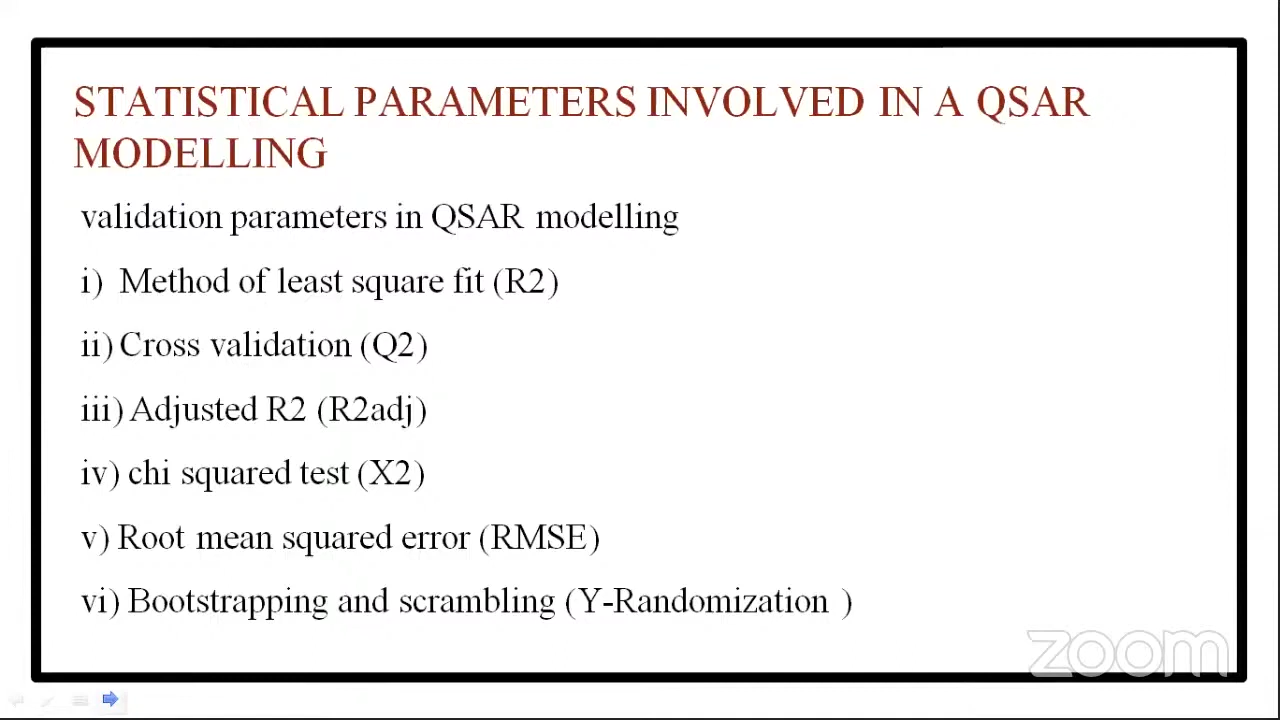 STATISTICAL PARAMETERS INVOLVED IN A QSAR
MODELLING
validation parameters in QSAR modelling
i) Method of least square fit (R2)
ii) Cross validation (Q2)
iii) Adjusted R2 (R2adj)
iv) chi squared test (X2)
v) Root mean squared error (RMSE)
vi) Bootstrapping and scrambling (Y-Randomization )
zoom